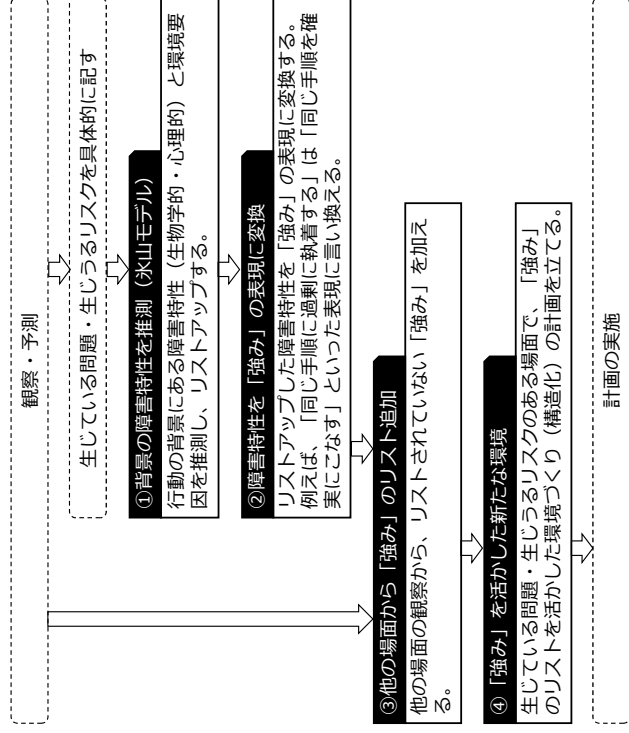 観察・予測
生じている問題・生じうるリスクを具体的に記す
①背景の障害特性を推測（氷山モデル）
行動の背景にある障害特性（生物学的・心理的）と環境要
因を推測し、リストアップする。
②障害特性を「強み」の表現に変換
リストアップした障害特性を「強み」の表現に変換する。
例えば、「同じ手順に過剰に執着する」は「同じ手順を確
実にこなす」といった表現に言い換える。
③他の場面から「強み」のリスト追加
他の場面の観察から、リストされていない「強み」を加え
る。
④「強み」を活かした新たな環境
生じている問題・生じうるリスクのある場面で、「強み」
のリストを活かした環境づくり（構造化）の計画を立てる。
計画の実施